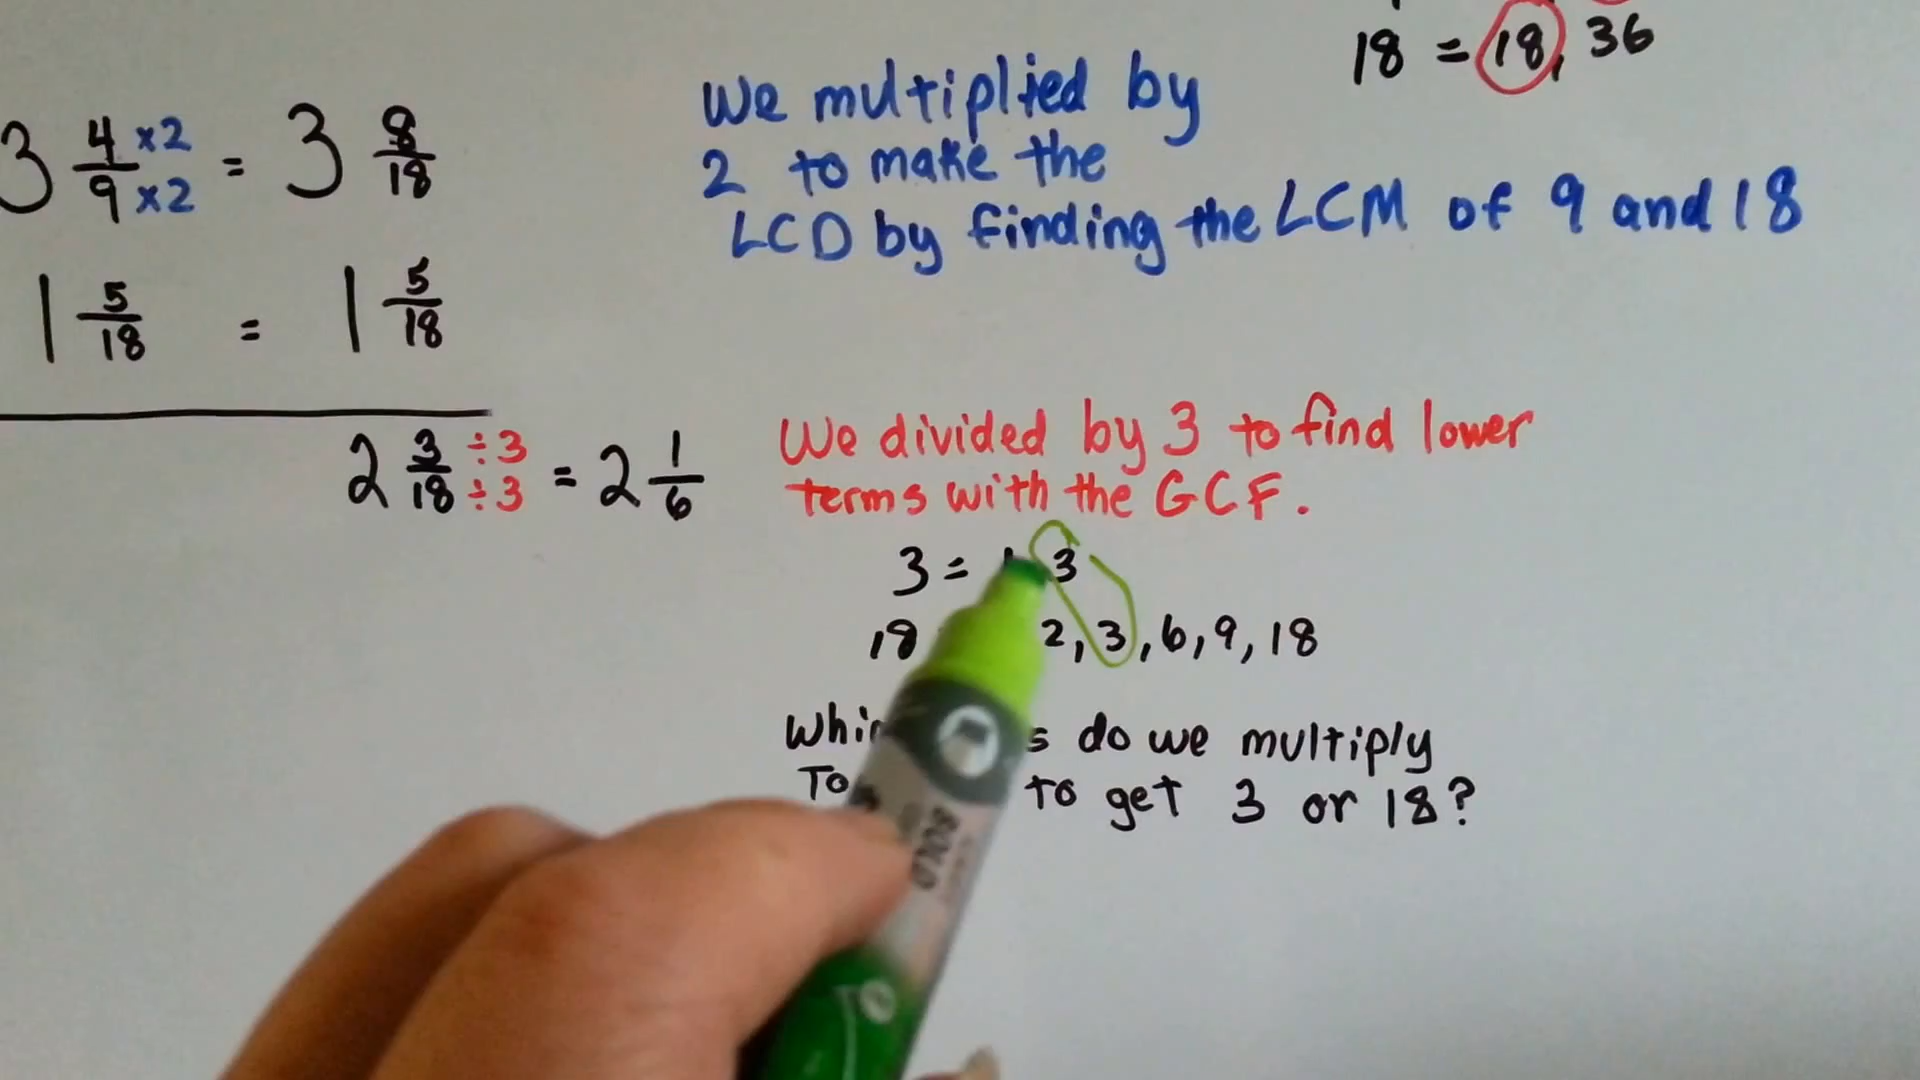 18 = 18, 36
We multiplied by
2 to make the
LCD by finding the LCM of 9 and 18
3 4/9 ×2 ×2 = 3 8/18
1 5/18 = 1 5/18
2 3/18 ÷3 ÷3 = 2 1/6
We divided by 3 to find lower
terms with the GCF.
3 = 1 3
18 2, 3, 6, 9, 18
do we multiply
to get 3 or 18?
BOLD